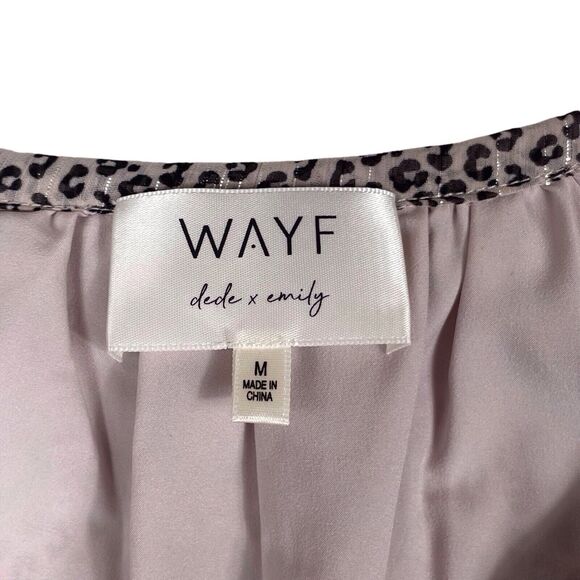 WAYF
dede x emily
M
MADE IN
CHINA